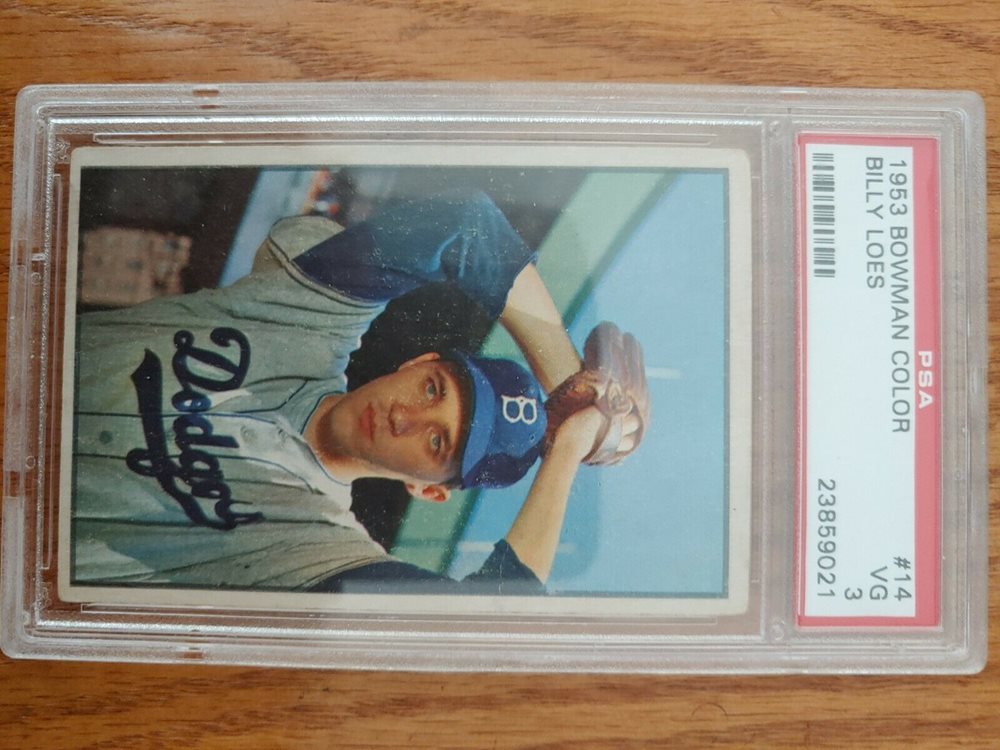 PSA
1953 BOWMAN COLOR #14
BILLY LOES VG
3
23859021
B
Dodgers